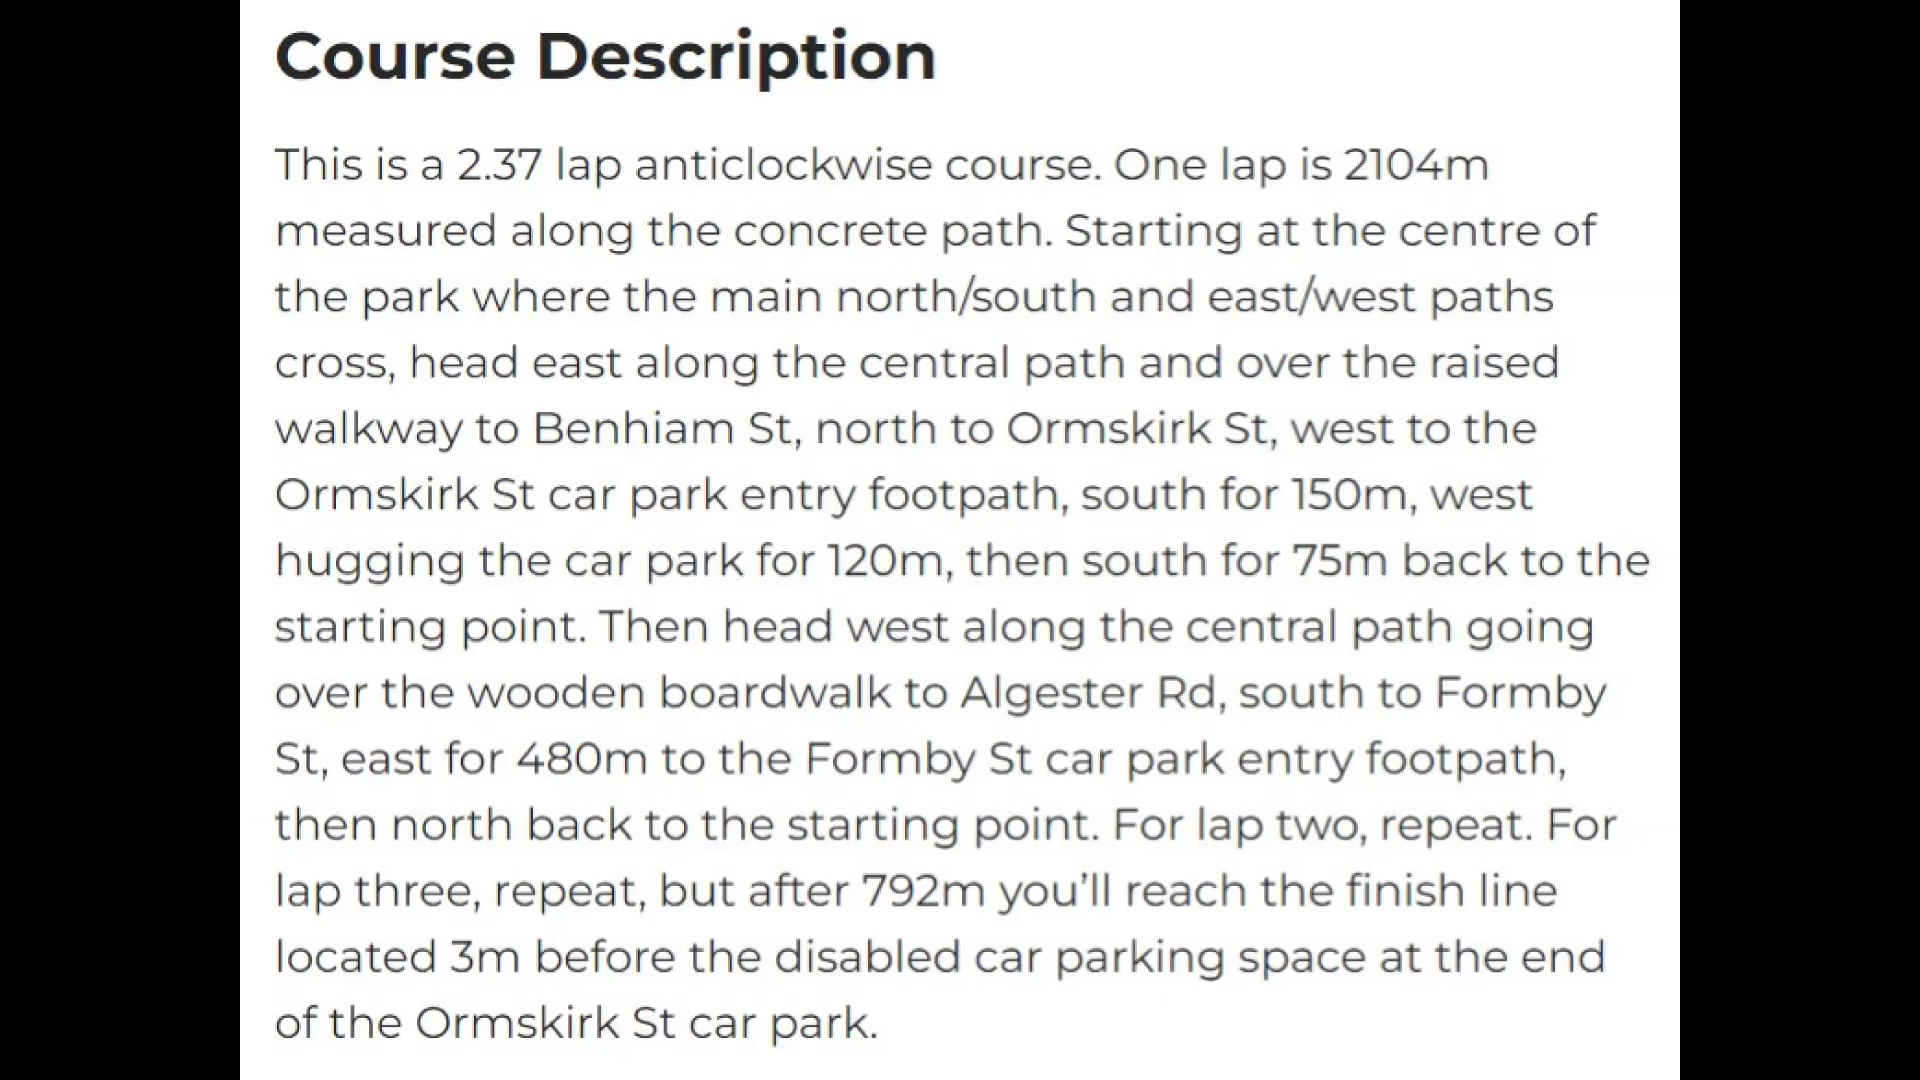 Course Description
This is a 2.37 lap anticlockwise course. One lap is 2104m
measured along the concrete path. Starting at the centre of
the park where the main north/south and east/west paths
cross, head east along the central path and over the raised
walkway to Benhiam St, north to Ormskirk St, west to the
Ormskirk St car park entry footpath, south for 150m, west
hugging the car park for 120m, then south for 75m back to the
starting point. Then head west along the central path going
over the wooden boardwalk to Algester Rd, south to Formby
St, east for 480m to the Formby St car park entry footpath,
then north back to the starting point. For lap two, repeat. For
lap three, repeat, but after 792m you’ll reach the finish line
located 3m before the disabled car parking space at the end
of the Ormskirk St car park.